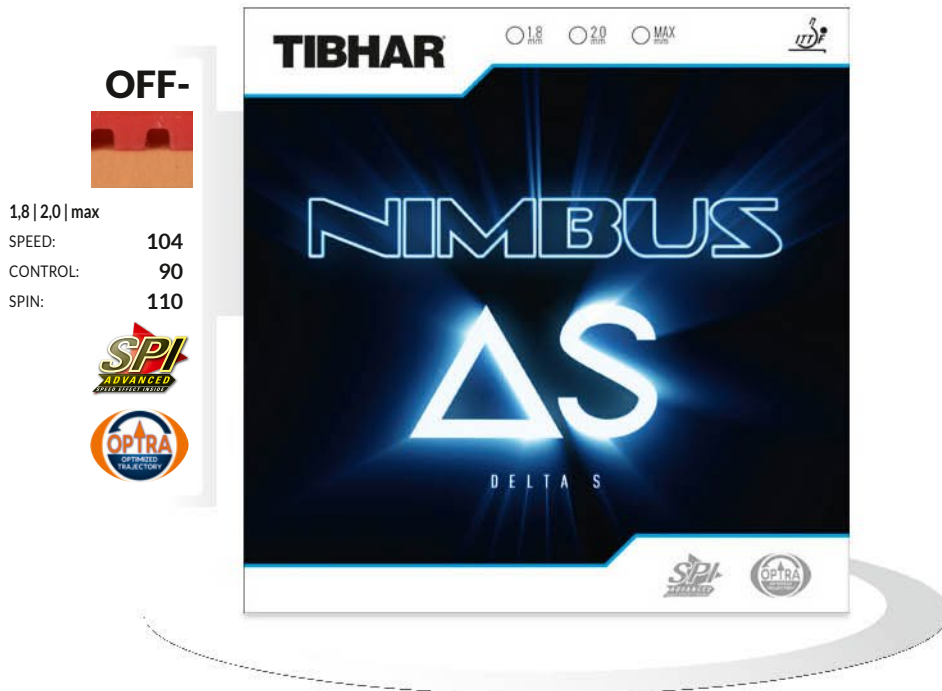 OFF-
1,8 | 2,0 | max
SPEED: 104
CONTROL: 90
SPIN: 110
SPI
ADVANCED
SPEED EFFECT INSIDE
OPTRA
OPTIMIZED
TRAJECTORY
TIBHAR
1.8 mm
2.0 mm
MAX mm
ITTF
NIMBUS
ΔS
DELTA S
SPI
ADVANCED
OPTRA